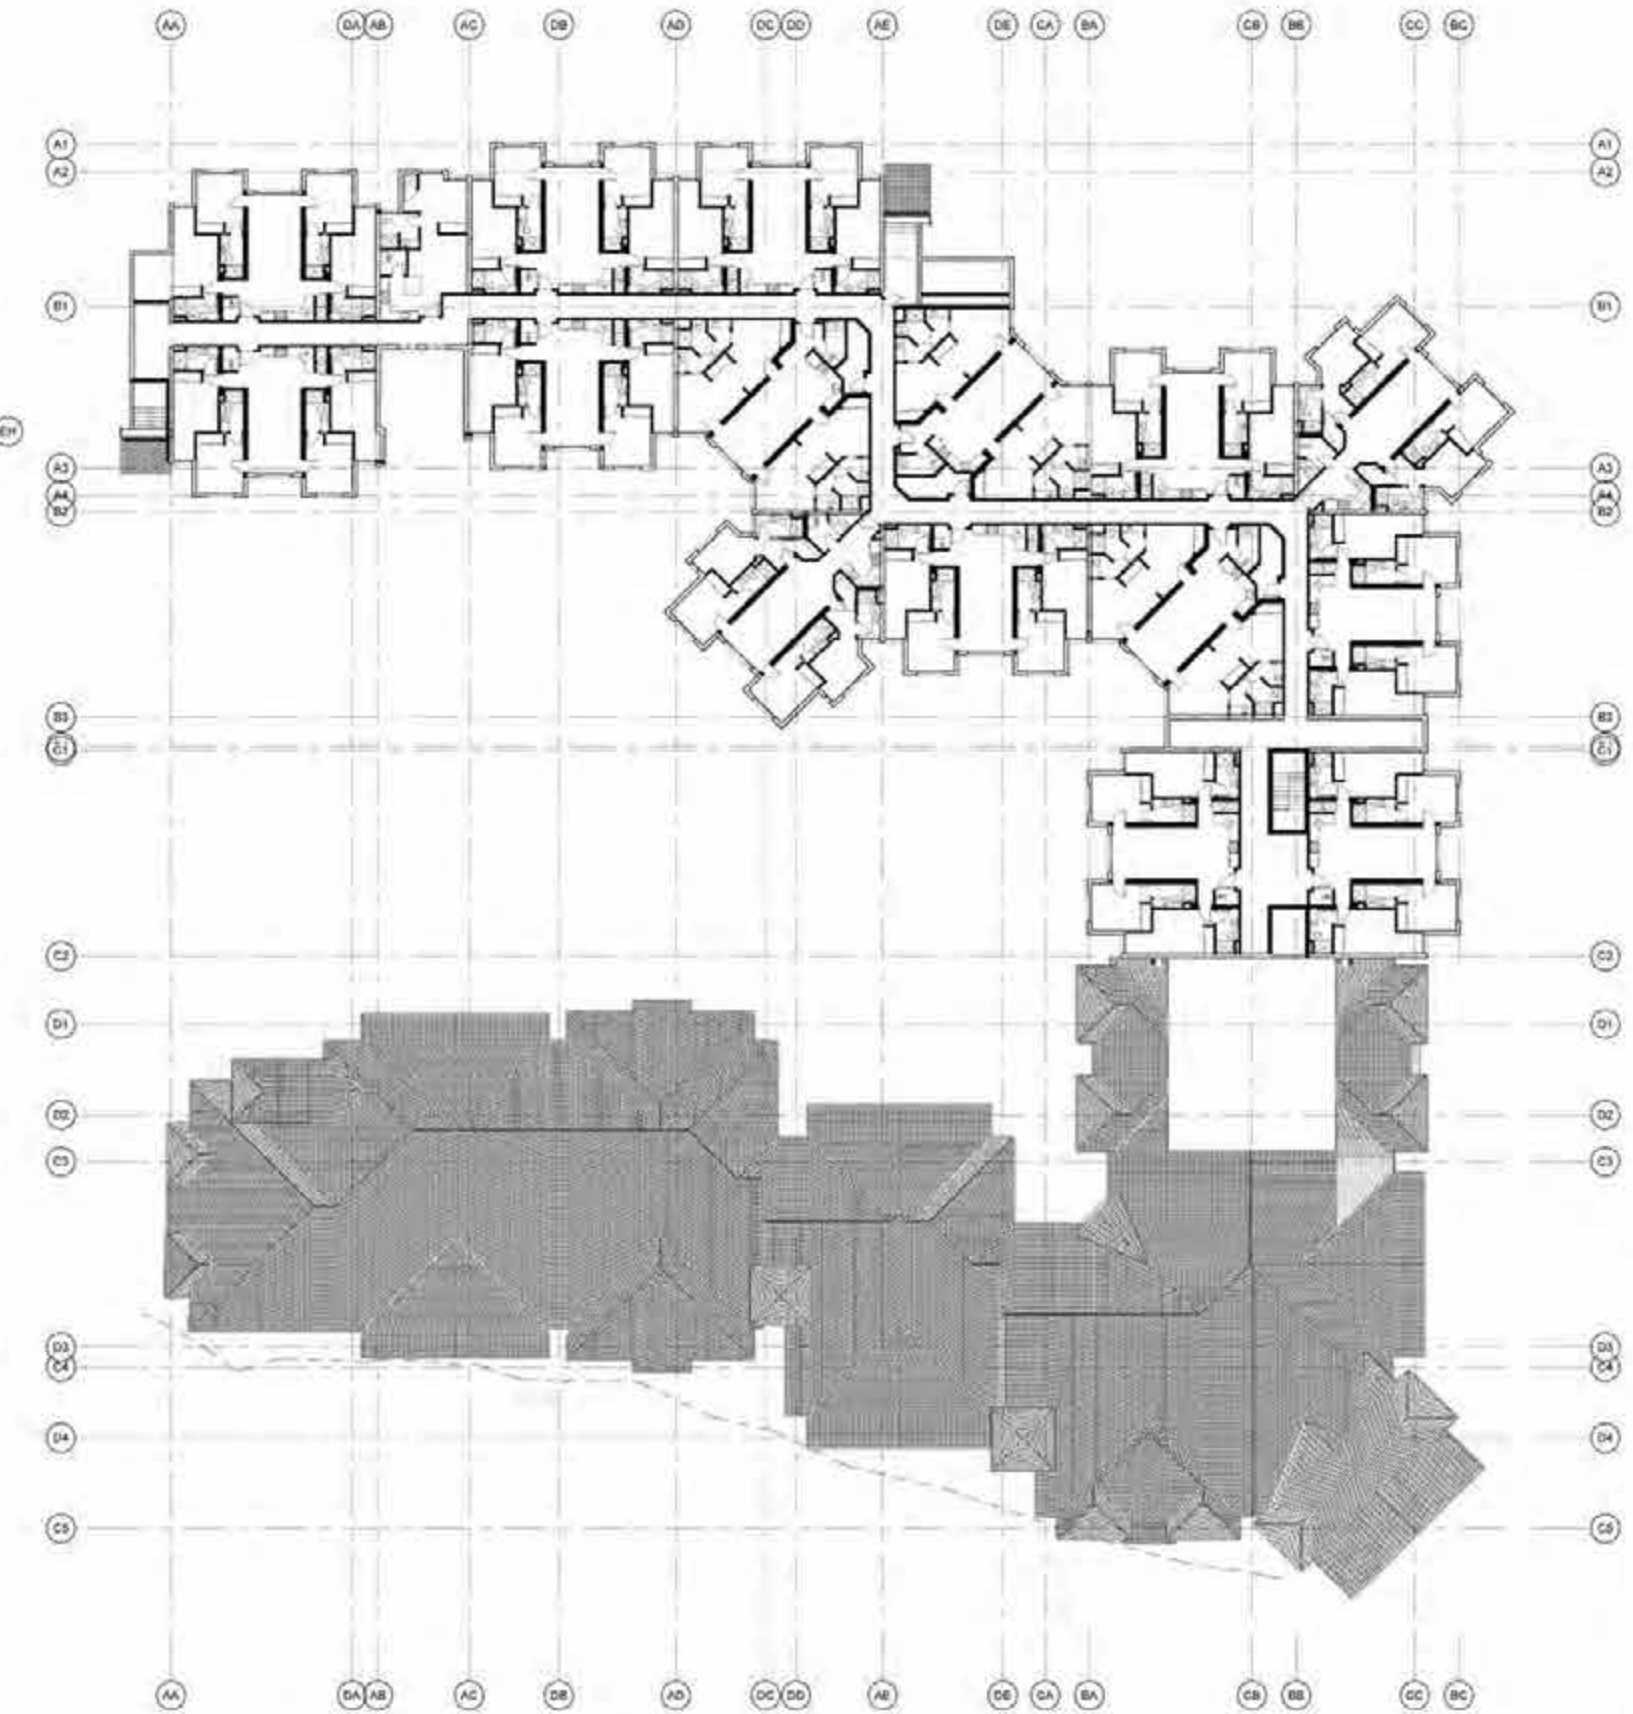 AA DA AB AC DB AD DC DD AE DE CA BA CB BB CC BC
A1 A1
A2 A2
B1 B1
A3 A3
A4 A4
B2 B2
B3 B3
C1 C1
C2 C2
D1 D1
D2 D2
C3 C3
D3 D3
C4 C4
D4 D4
C5 C5
AA DA AB AC DB AD DC DD AE DE CA BA CB BB CC BC